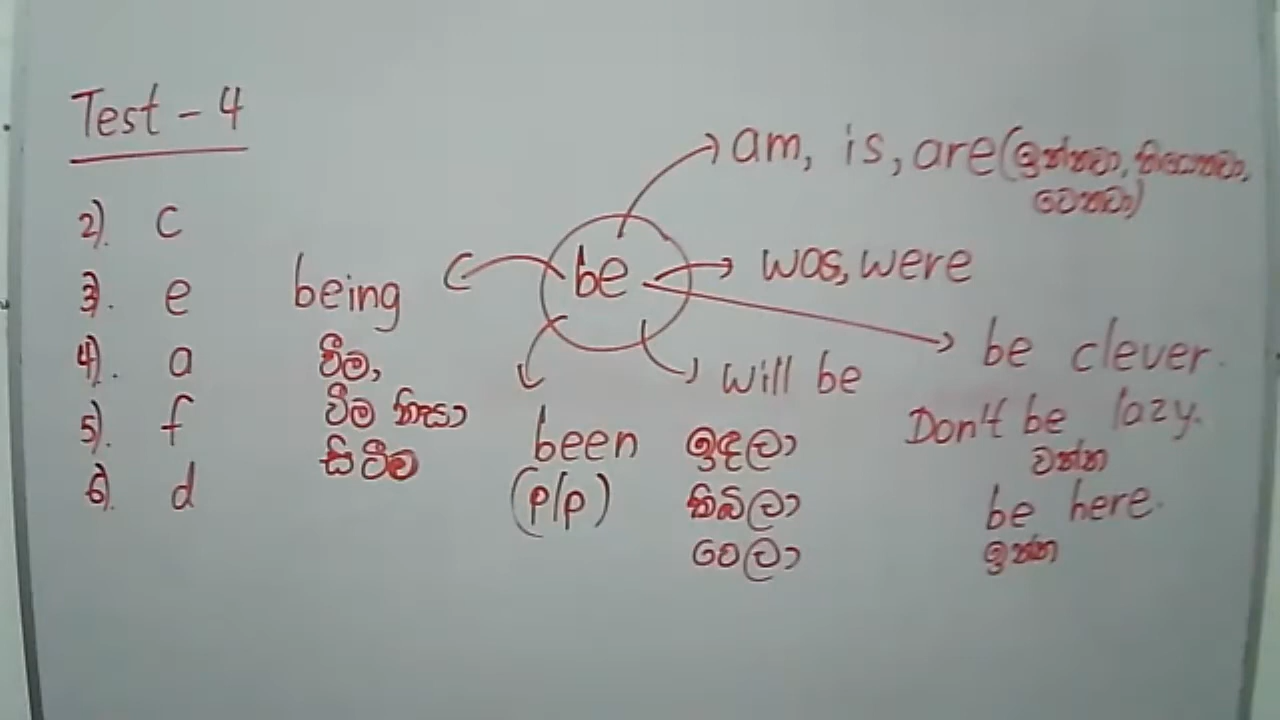 Test - 4
2). c
3). e
4). a
5). f
6). d
be
am, is, are (ඉන්නවා, තියෙනවා,
වෙනවා)
was, were
be clever.
Don't be lazy.
වන්න
be here.
ඉන්න
will be
been
(p/p)
ඉඳලා
තිබිලා
වෙලා
being
වීම,
වීම නිසා
සිටීම